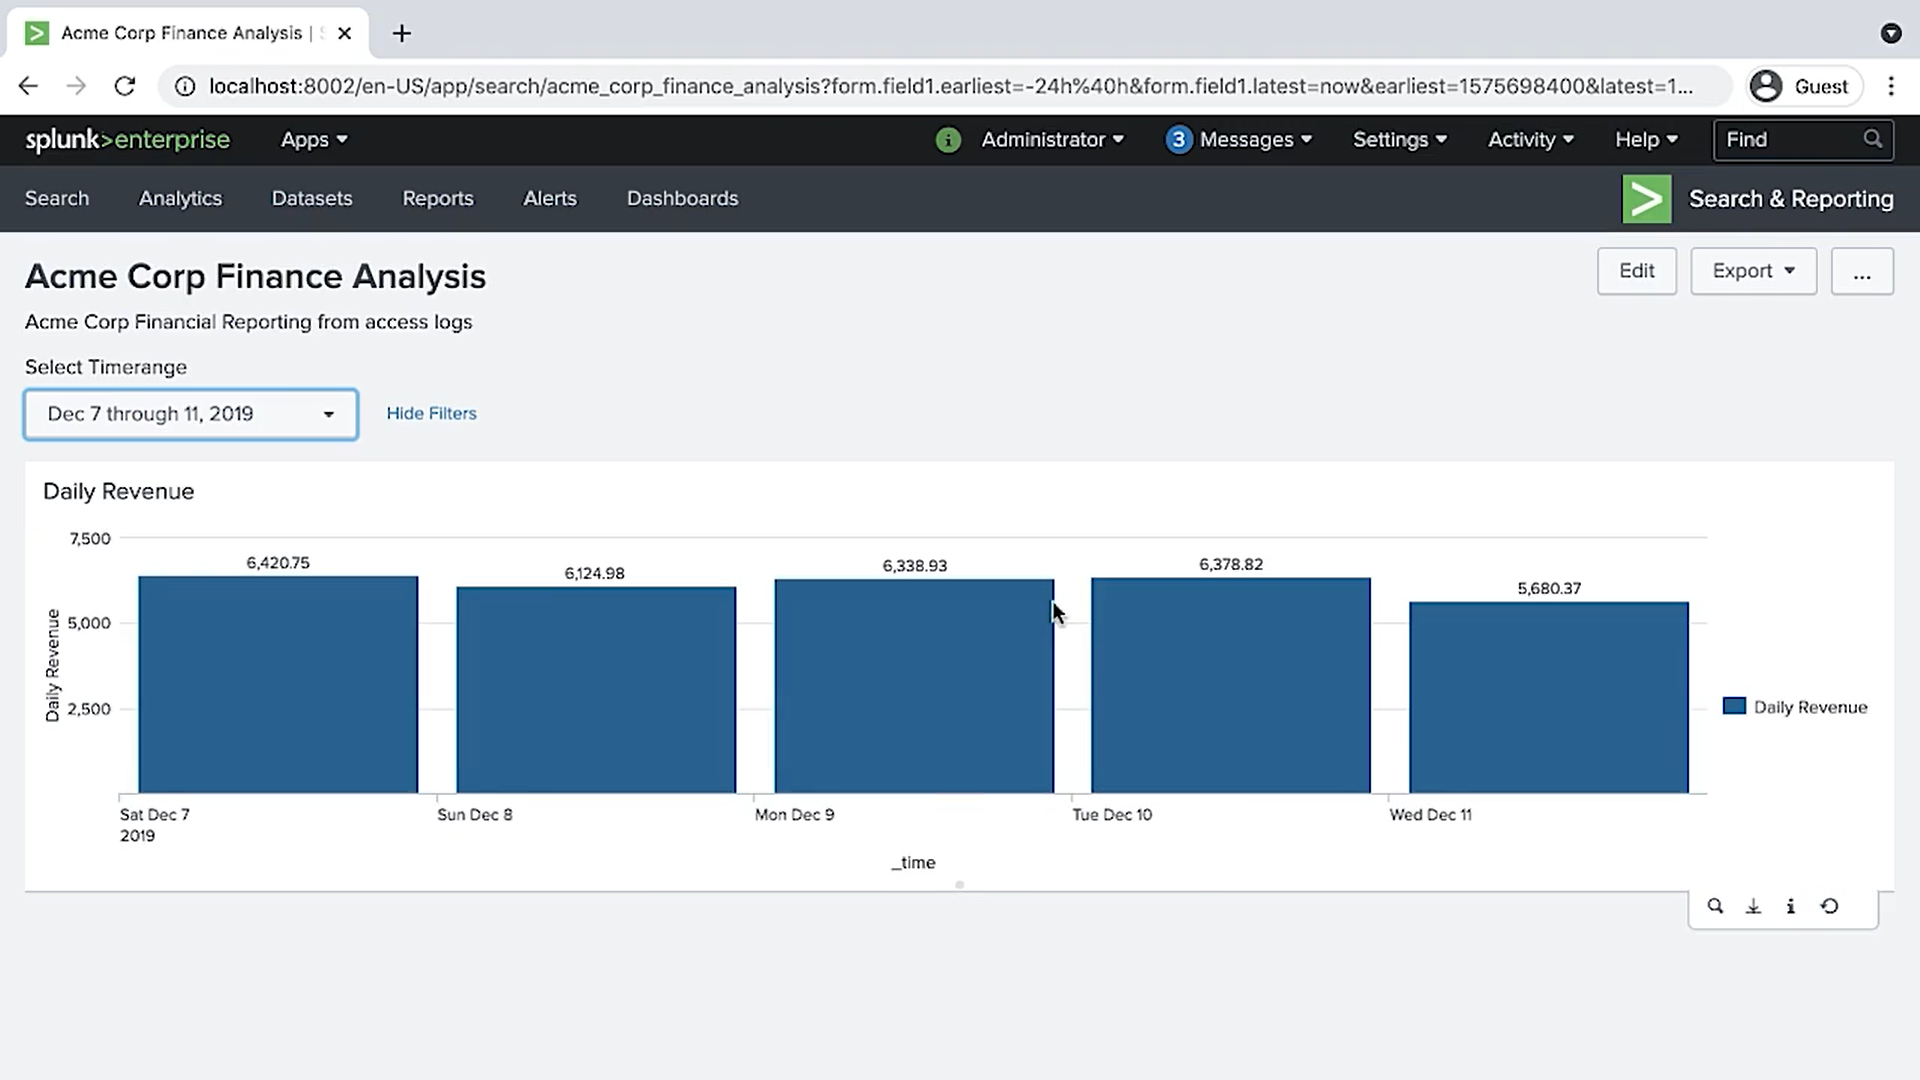 Acme Corp Finance Analysis |
localhost:8002/en-US/app/search/acme_corp_finance_analysis?form.field1.earliest=-24h%40h&form.field1.latest=now&earliest=1575698400&latest=1...
Guest
splunk>enterprise Apps Administrator 3 Messages Settings Activity Help Find
Search Analytics Datasets Reports Alerts Dashboards Search & Reporting
Acme Corp Finance Analysis
Edit Export ...
Acme Corp Financial Reporting from access logs
Select Timerange
Dec 7 through 11, 2019 Hide Filters
Daily Revenue
7,500
5,000
2,500
Daily Revenue
6,420.75 6,124.98 6,338.93 6,378.82 5,680.37
Daily Revenue
Sat Dec 7 Sun Dec 8 Mon Dec 9 Tue Dec 10 Wed Dec 11
2019
_time